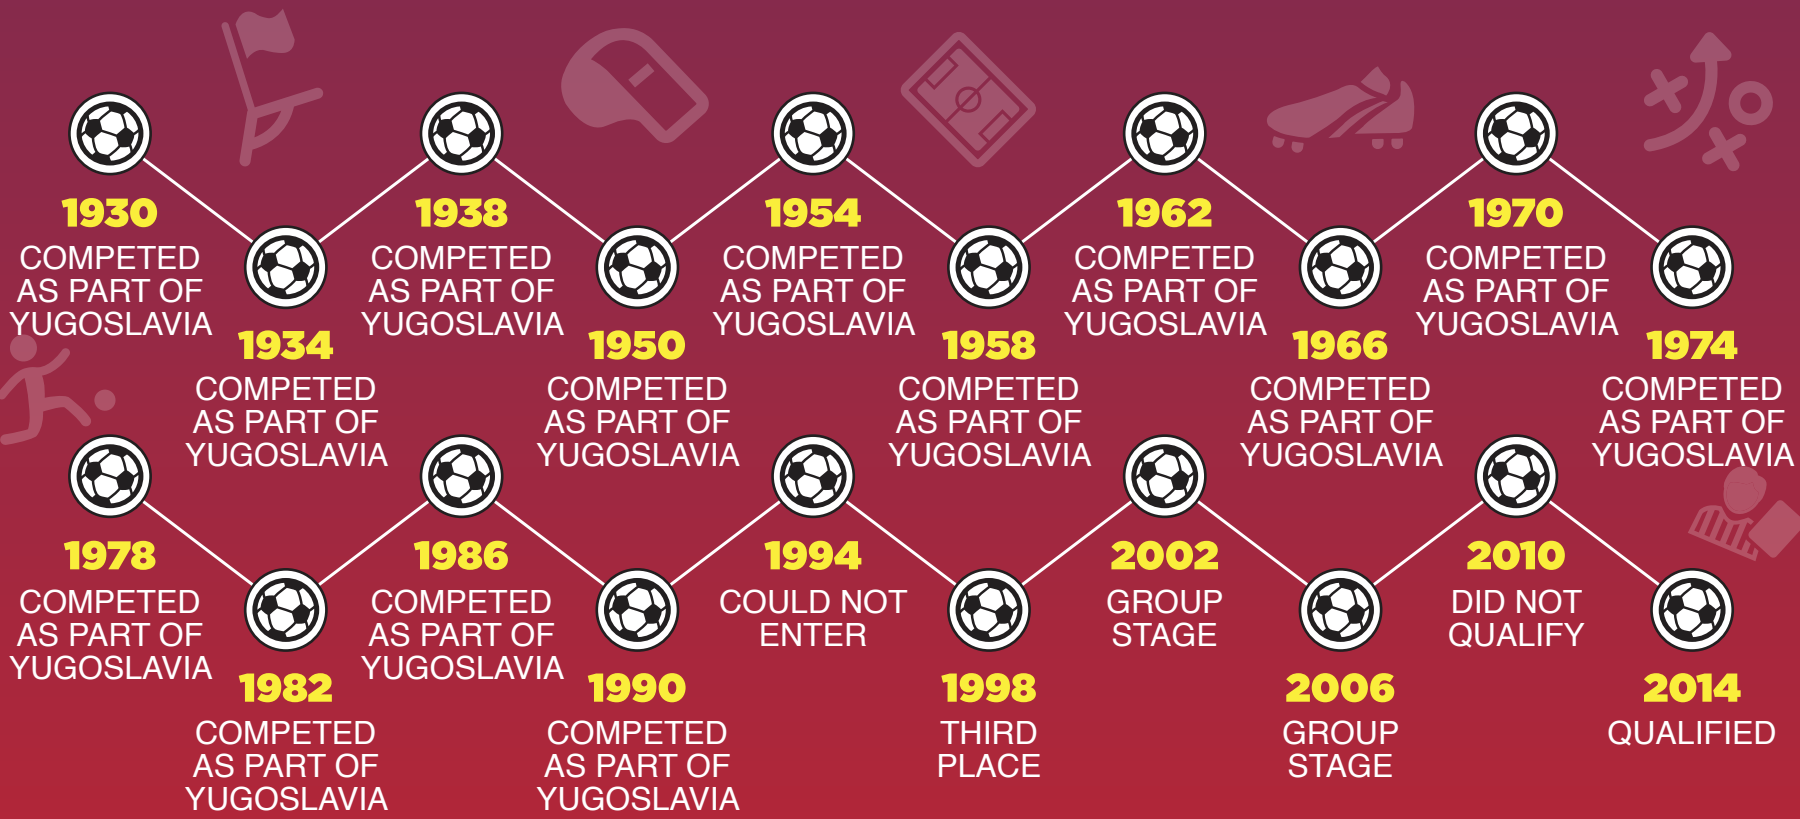 1930
COMPETED
AS PART OF
YUGOSLAVIA
1934
COMPETED
AS PART OF
YUGOSLAVIA
1938
COMPETED
AS PART OF
YUGOSLAVIA
1950
COMPETED
AS PART OF
YUGOSLAVIA
1954
COMPETED
AS PART OF
YUGOSLAVIA
1958
COMPETED
AS PART OF
YUGOSLAVIA
1962
COMPETED
AS PART OF
YUGOSLAVIA
1966
COMPETED
AS PART OF
YUGOSLAVIA
1970
COMPETED
AS PART OF
YUGOSLAVIA
1974
COMPETED
AS PART OF
YUGOSLAVIA
1978
COMPETED
AS PART OF
YUGOSLAVIA
1982
COMPETED
AS PART OF
YUGOSLAVIA
1986
COMPETED
AS PART OF
YUGOSLAVIA
1990
COMPETED
AS PART OF
YUGOSLAVIA
1994
COULD NOT
ENTER
1998
THIRD
PLACE
2002
GROUP
STAGE
2006
GROUP
STAGE
2010
DID NOT
QUALIFY
2014
QUALIFIED